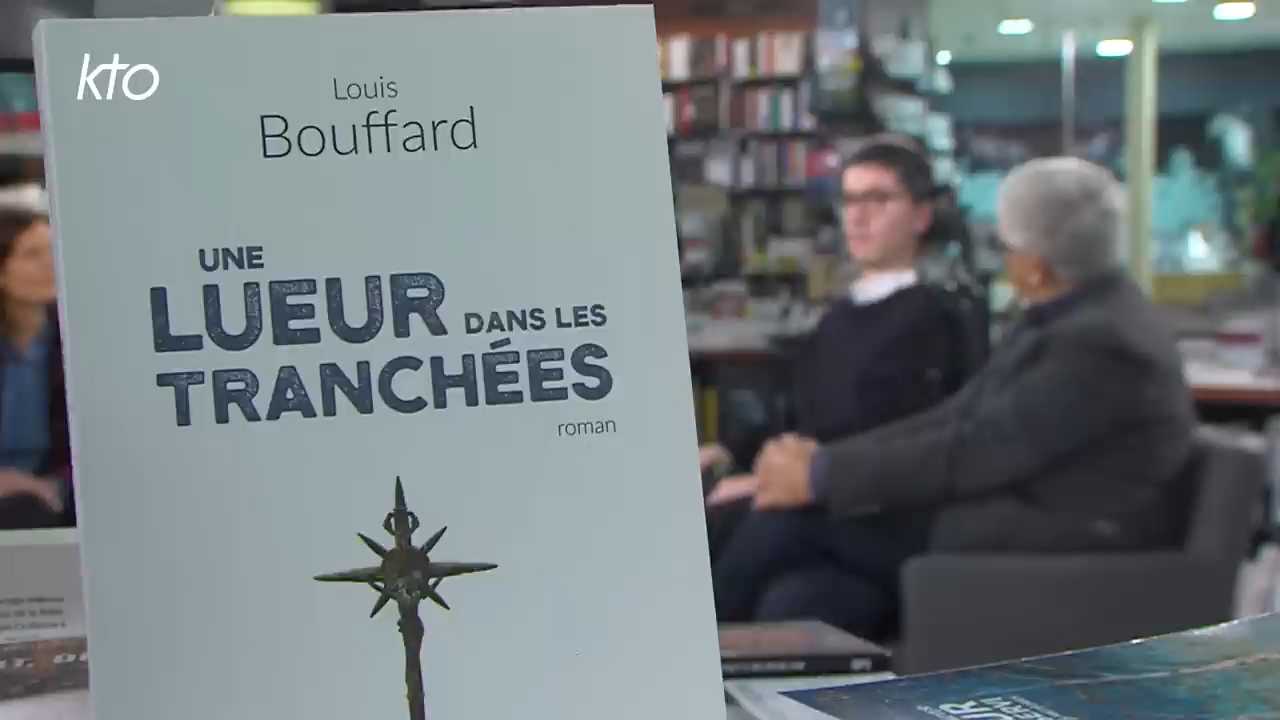 kto
Louis
Bouffard
UNE
LUEUR DANS LES
TRANCHÉES
roman